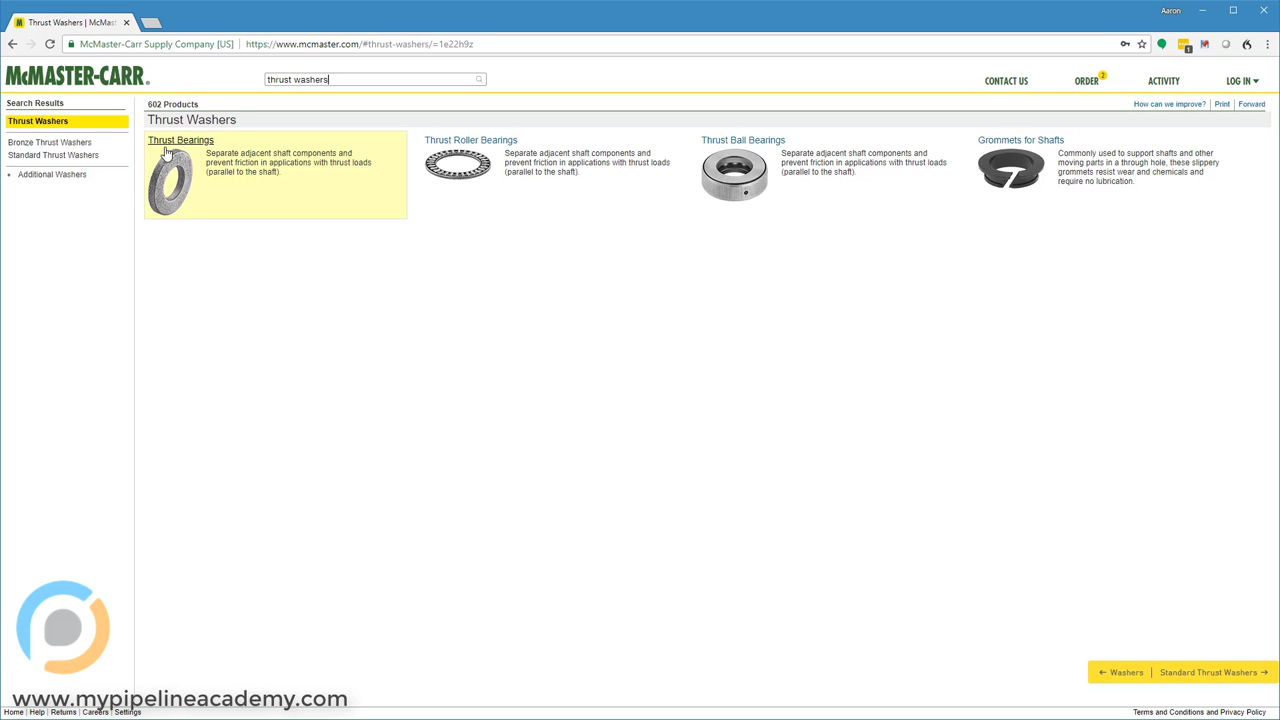 Aaron
Thrust Washers | McMast
McMaster-Carr Supply Company [US]
https://www.mcmaster.com/#thrust-washers/=1e22h9z
1
McMASTER-CARR.
thrust washers
CONTACT US
ORDER
2
ACTIVITY
LOG IN
Search Results
Thrust Washers
Bronze Thrust Washers
Standard Thrust Washers
Additional Washers
602 Products
How can we improve?
Print
Forward
Thrust Washers
Thrust Bearings
Separate adjacent shaft components and
prevent friction in applications with thrust loads
(parallel to the shaft).
Thrust Roller Bearings
Separate adjacent shaft components and
prevent friction in applications with thrust loads
(parallel to the shaft).
Thrust Ball Bearings
Separate adjacent shaft components and
prevent friction in applications with thrust loads
(parallel to the shaft).
Grommets for Shafts
Commonly used to support shafts and other
moving parts in a through hole, these slippery
grommets resist wear and chemicals and
require no lubrication.
Washers
Standard Thrust Washers
www.mypipelineacademy.com
Home
Help
Returns
Careers
Settings
Terms and Conditions and Privacy Policy